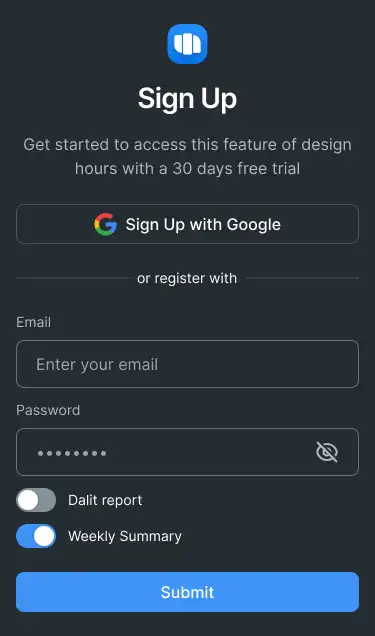 Sign Up
Get started to access this feature of design
hours with a 30 days free trial
Sign Up with Google
or register with
Email
Enter your email
Password
Dalit report
Weekly Summary
Submit